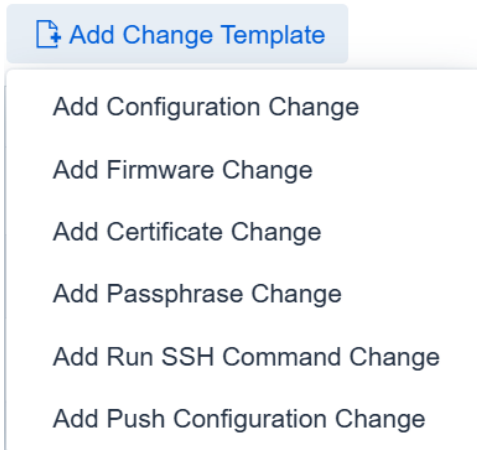 Add Change Template
Add Configuration Change
Add Firmware Change
Add Certificate Change
Add Passphrase Change
Add Run SSH Command Change
Add Push Configuration Change